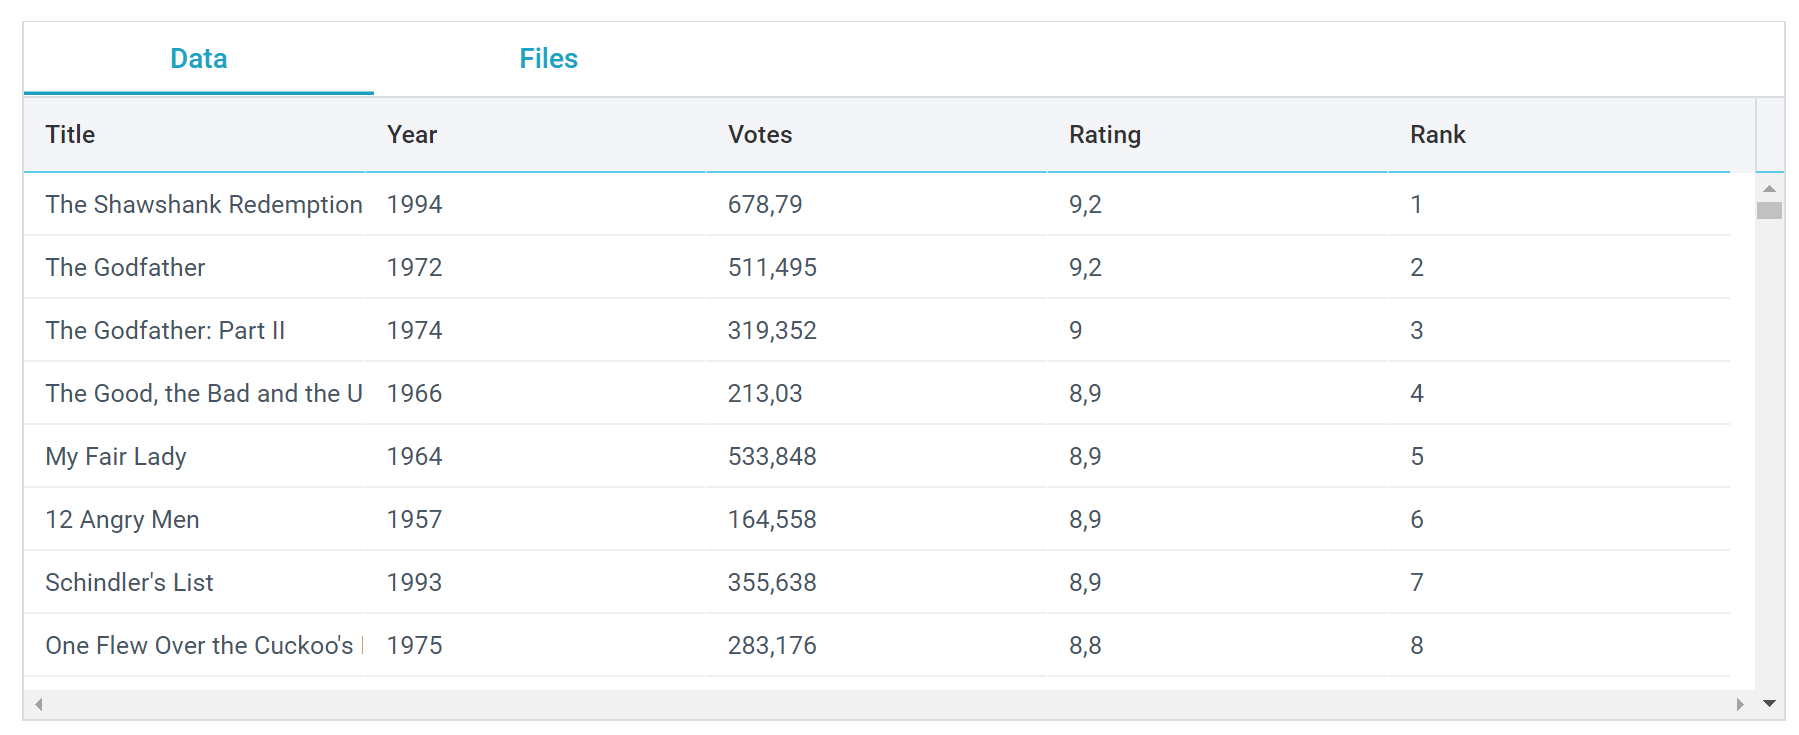 Data Files
Title Year Votes Rating Rank
The Shawshank Redemption 1994 678,79 9,2 1
The Godfather 1972 511,495 9,2 2
The Godfather: Part II 1974 319,352 9 3
The Good, the Bad and the U 1966 213,03 8,9 4
My Fair Lady 1964 533,848 8,9 5
12 Angry Men 1957 164,558 8,9 6
Schindler's List 1993 355,638 8,9 7
One Flew Over the Cuckoo's 1975 283,176 8,8 8